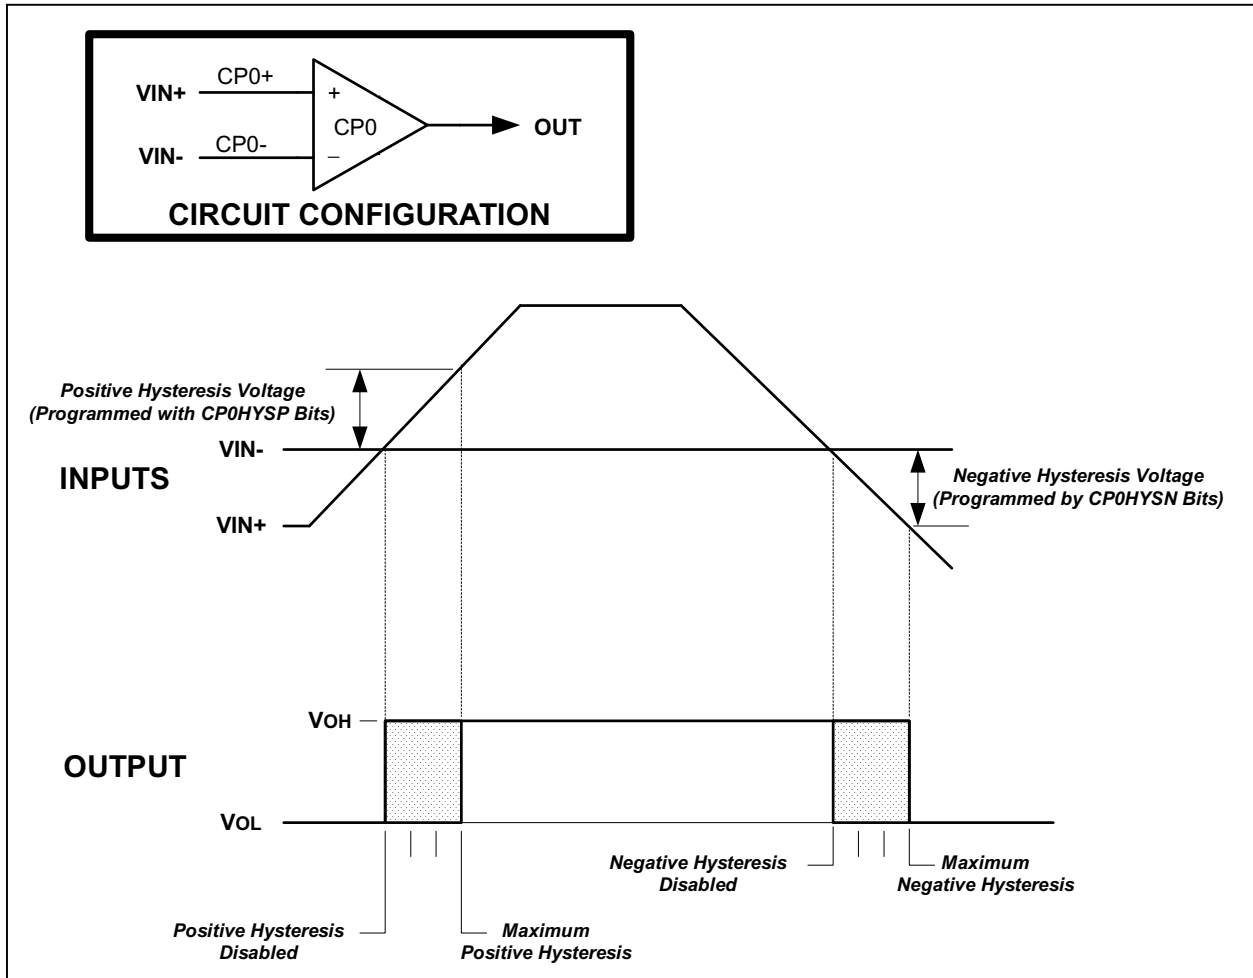 VIN+
CP0+
+
CP0
VIN-
CP0-
−
OUT
CIRCUIT CONFIGURATION
Positive Hysteresis Voltage
(Programmed with CP0HYSP Bits)
VIN-
INPUTS
VIN+
Negative Hysteresis Voltage
(Programmed by CP0HYSN Bits)
VOH
OUTPUT
VOL
Negative Hysteresis
Disabled
Maximum
Negative Hysteresis
Positive Hysteresis
Disabled
Maximum
Positive Hysteresis